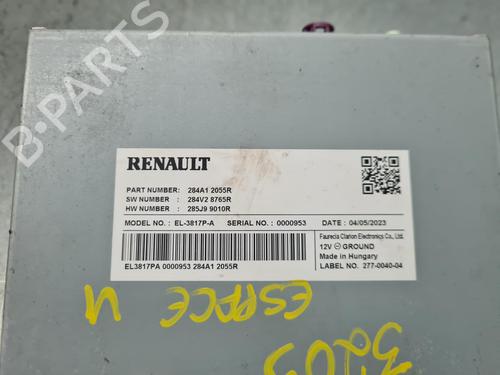 B-PARTS
RENAULT
PART NUMBER: 284A1 2055R
SW NUMBER : 284V2 8765R
HW NUMBER : 285J9 9010R
MODEL NO. : EL-3817P-A SERIAL NO. : 0000953 DATE : 04/05/2023
Faurecia Clarion Electronics Co., Ltd.
12V ⊖ GROUND
Made in Hungary
EL3817PA 0000953 284A1 2055R LABEL NO. 277-0040-04
ESPACE